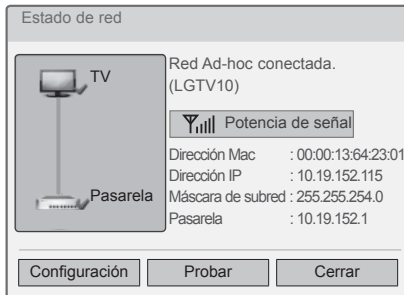 Estado de red
TV
Pasarela
Red Ad-hoc conectada.
(LGTV10)
Potencia de señal
Dirección Mac : 00:00:13:64:23:01
Dirección IP : 10.19.152.115
Máscara de subred : 255.255.254.0
Pasarela : 10.19.152.1
Configuración
Probar
Cerrar